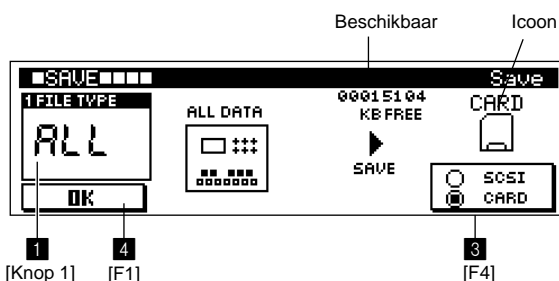 Beschikbaar Icoon
SAVE Save
1 FILE TYPE
ALL
OK
ALL DATA
00015104
KB FREE
SAVE
CARD
SCSI
CARD
1 4 3
[Knop 1] [F1] [F4]